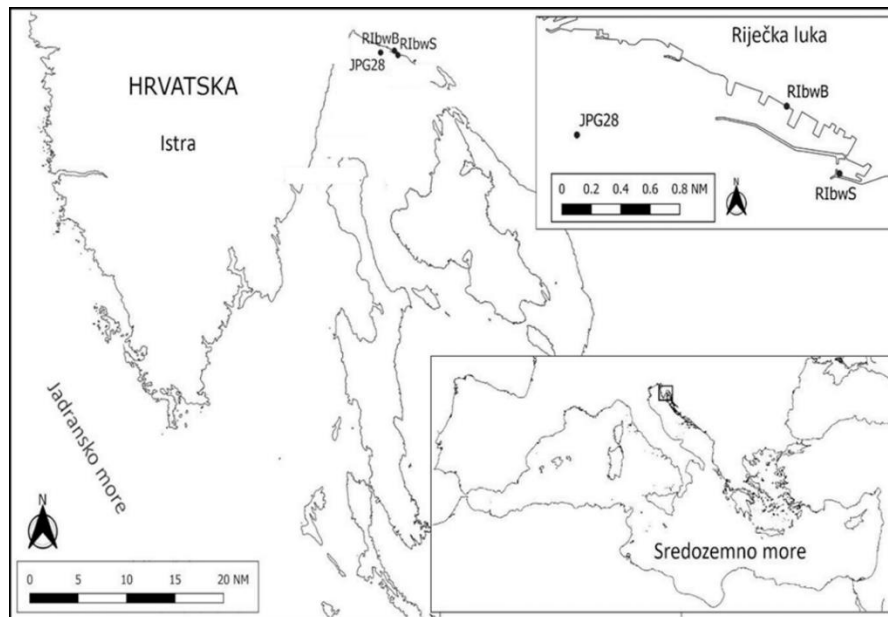 RIbwB
RIbwS
JPG28
HRVATSKA
Istra
Jadransko more
N
0 5 10 15 20 NM
Riječka luka
RIbwB
JPG28
0 0.2 0.4 0.6 0.8 NM
N
RIbwS
Sredozemno more